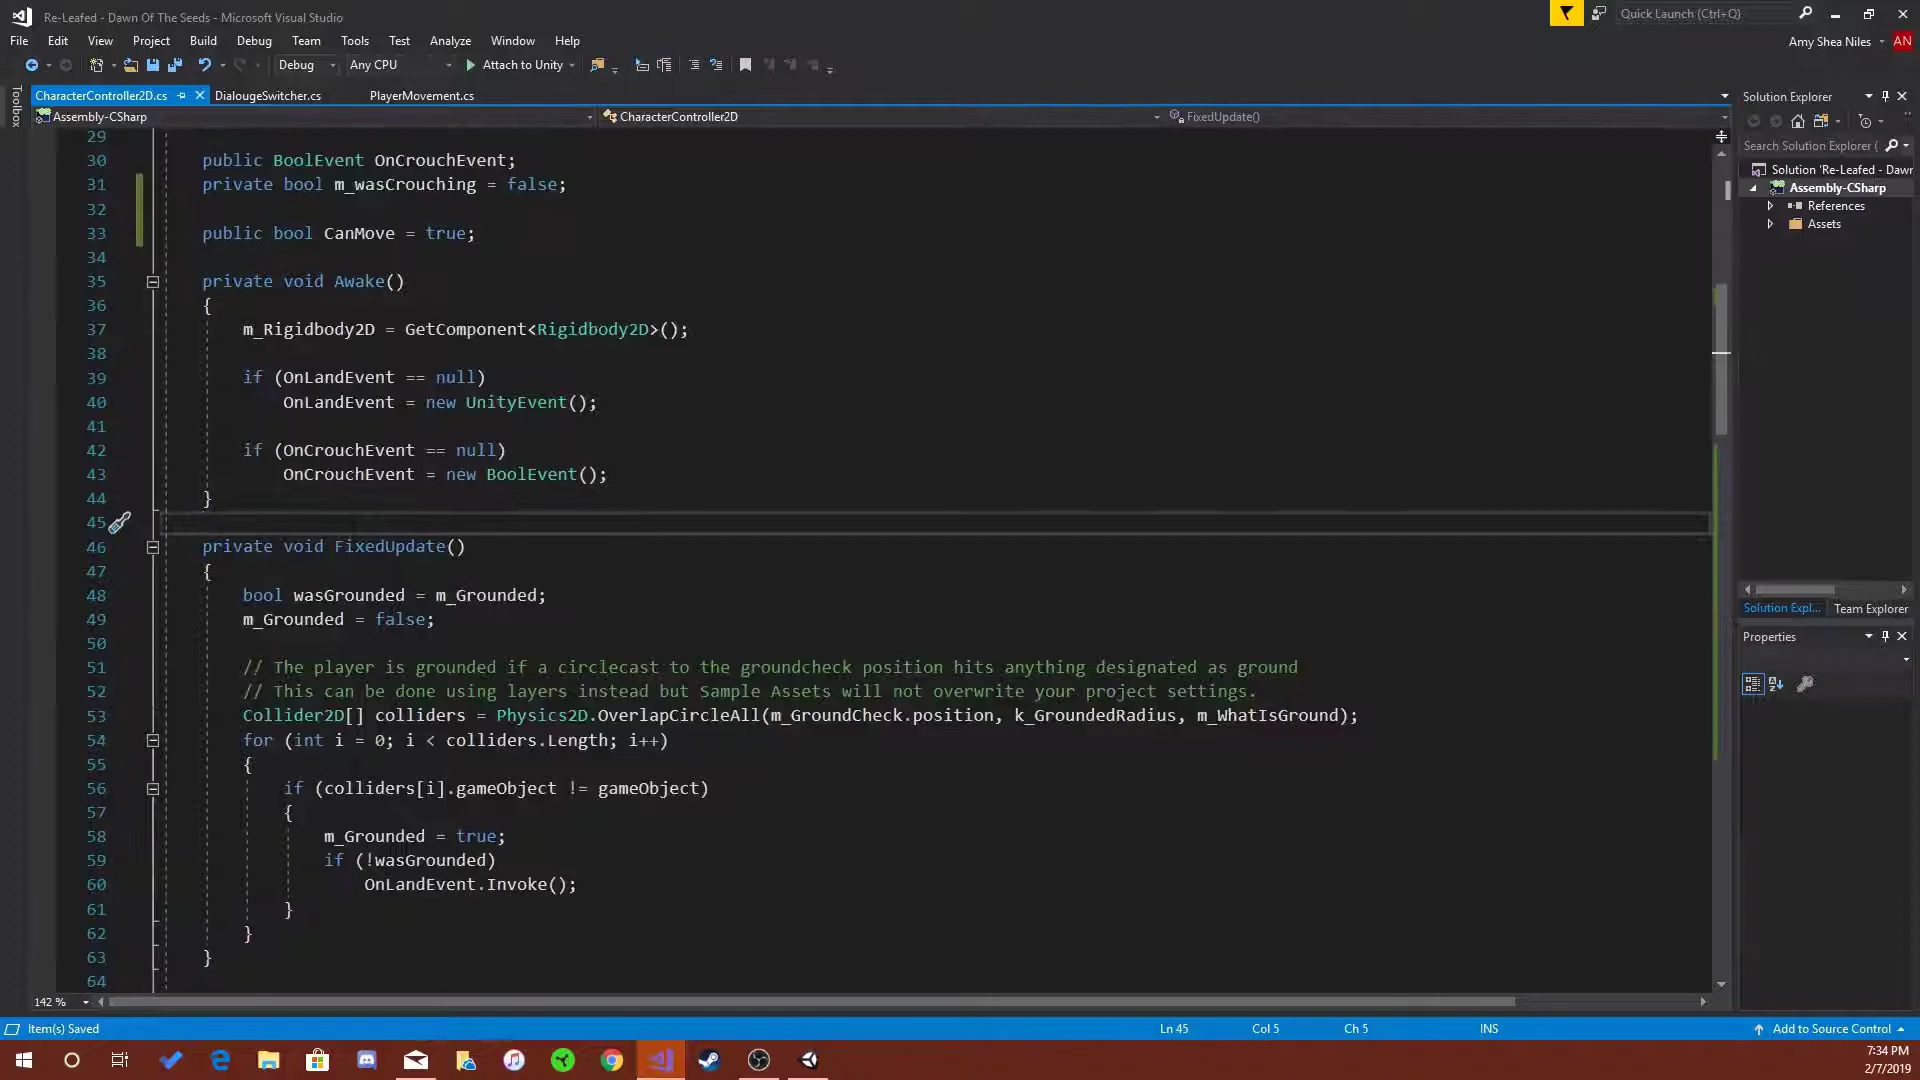 Re-Leafed - Dawn Of The Seeds - Microsoft Visual Studio
Quick Launch (Ctrl+Q)
File Edit View Project Build Debug Team Tools Test Analyze Window Help
Amy Shea Niles AN
Debug Any CPU Attach to Unity
Toolbox
CharacterController2D.cs DialougeSwitcher.cs PlayerMovement.cs
Assembly-CSharp CharacterController2D FixedUpdate()
29
30 public BoolEvent OnCrouchEvent;
31 private bool m_wasCrouching = false;
32
33 public bool CanMove = true;
34
35 private void Awake()
36 {
37 m_Rigidbody2D = GetComponent<Rigidbody2D>();
38
39 if (OnLandEvent == null)
40 OnLandEvent = new UnityEvent();
41
42 if (OnCrouchEvent == null)
43 OnCrouchEvent = new BoolEvent();
44 }
45
46 private void FixedUpdate()
47 {
48 bool wasGrounded = m_Grounded;
49 m_Grounded = false;
50
51 // The player is grounded if a circlecast to the groundcheck position hits anything designated as ground
52 // This can be done using layers instead but Sample Assets will not overwrite your project settings.
53 Collider2D[] colliders = Physics2D.OverlapCircleAll(m_GroundCheck.position, k_GroundedRadius, m_WhatIsGround);
54 for (int i = 0; i < colliders.Length; i++)
55 {
56 if (colliders[i].gameObject != gameObject)
57 {
58 m_Grounded = true;
59 if (!wasGrounded)
60 OnLandEvent.Invoke();
61 }
62 }
63 }
64
142 %
Solution Explorer
Search Solution Explorer (
Solution 'Re-Leafed - Dawr
Assembly-CSharp
References
Assets
Solution Expl... Team Explorer
Properties
Item(s) Saved Ln 45 Col 5 Ch 5 INS Add to Source Control
7:34 PM
2/7/2019